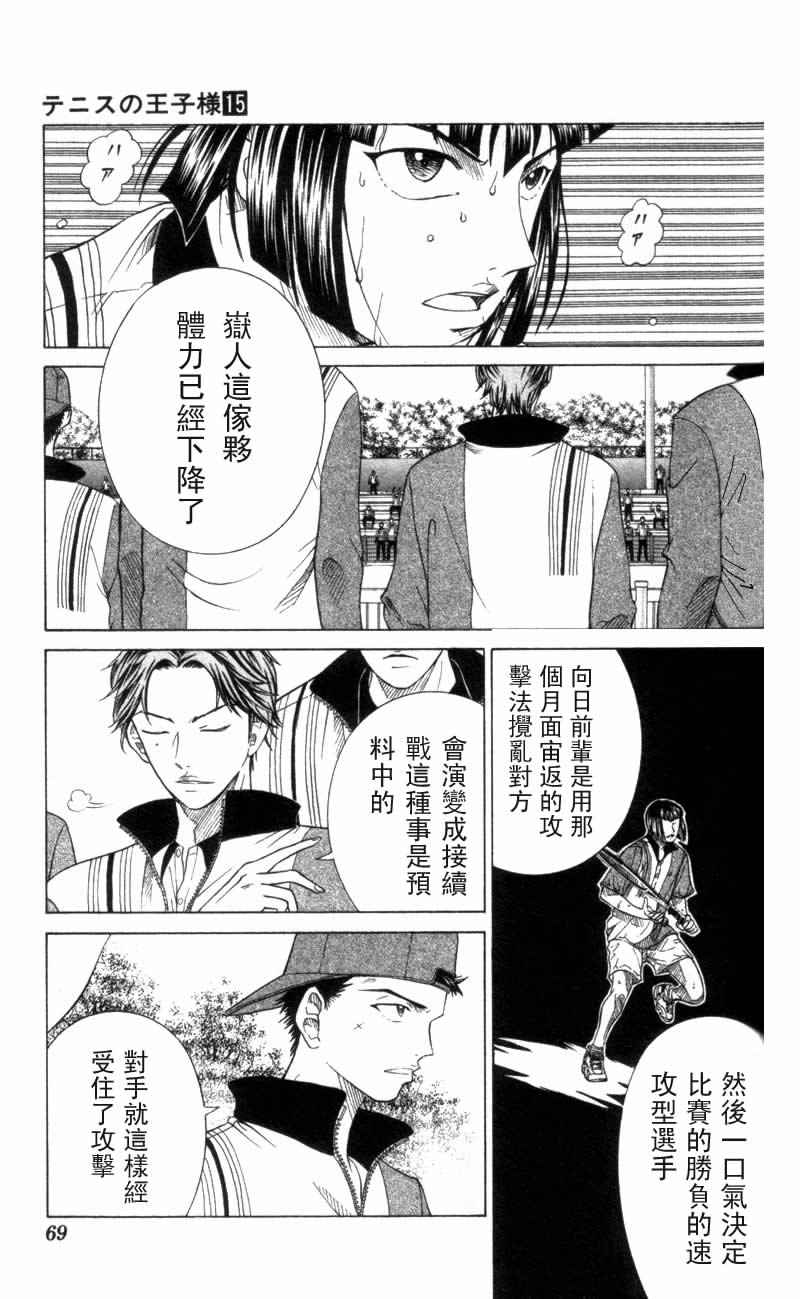 テニスの王子様15
ハァ
ハァ
嶽人這傢夥
體力已經下降了
向日前輩是用那
個月面宙返的攻
擊法攪亂對方
然後一口氣決定
比賽的勝負的速
攻型選手
會演變成接續
戰這種事是預
料中的
對手就這樣經
受住了攻擊
69